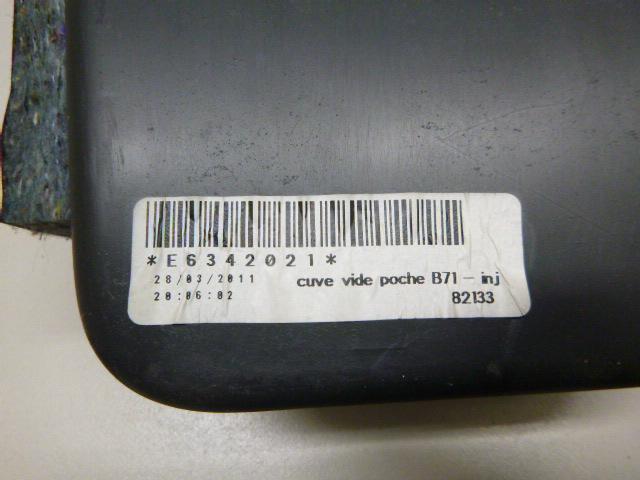 *E6342021*
28/03/2011 cuve vide poche B71 - inj
20:06:02 82133